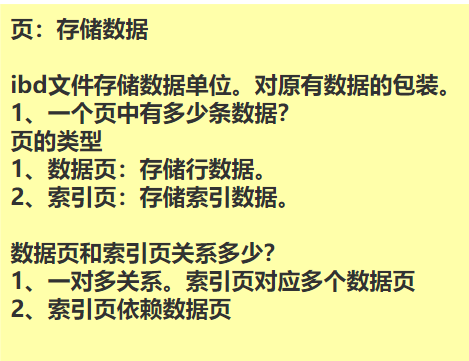 页：存储数据
ibd文件存储数据单位。对原有数据的包装。
1、一个页中有多少条数据？
页的类型
1、数据页：存储行数据。
2、索引页：存储索引数据。
数据页和索引页关系多少？
1、一对多关系。索引页对应多个数据页
2、索引页依赖数据页